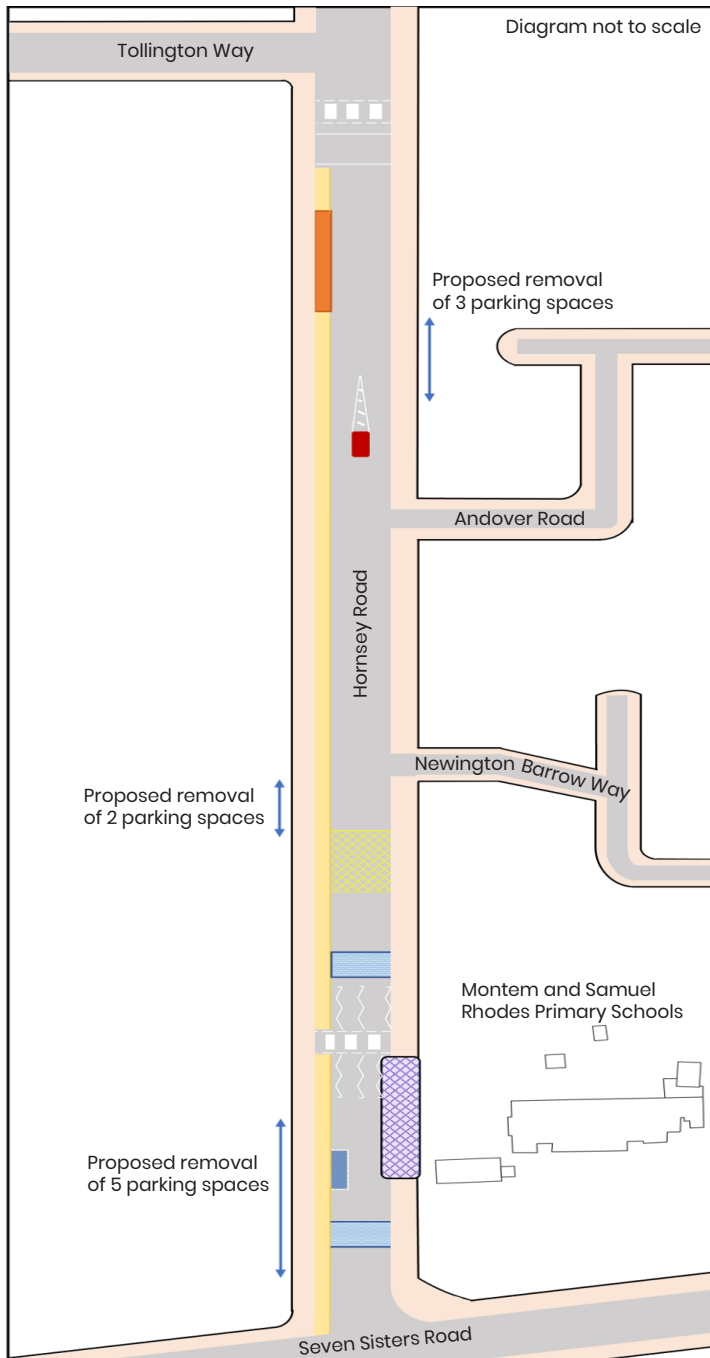 Diagram not to scale
Tollington Way
Proposed removal
of 3 parking spaces
Andover Road
Hornsey Road
Newington Barrow Way
Proposed removal
of 2 parking spaces
Montem and Samuel
Rhodes Primary Schools
Proposed removal
of 5 parking spaces
Seven Sisters Road